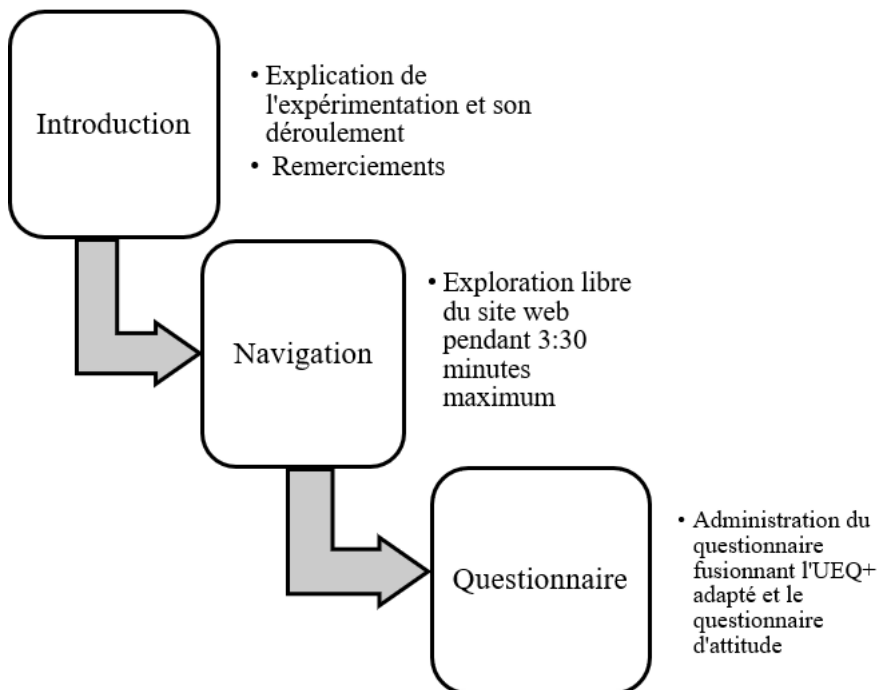 Introduction
• Explication de
l'expérimentation et son
déroulement
• Remerciements
Navigation
• Exploration libre
du site web
pendant 3:30
minutes
maximum
Questionnaire
• Administration du
questionnaire
fusionnant l'UEQ+
adapté et le
questionnaire
d'attitude